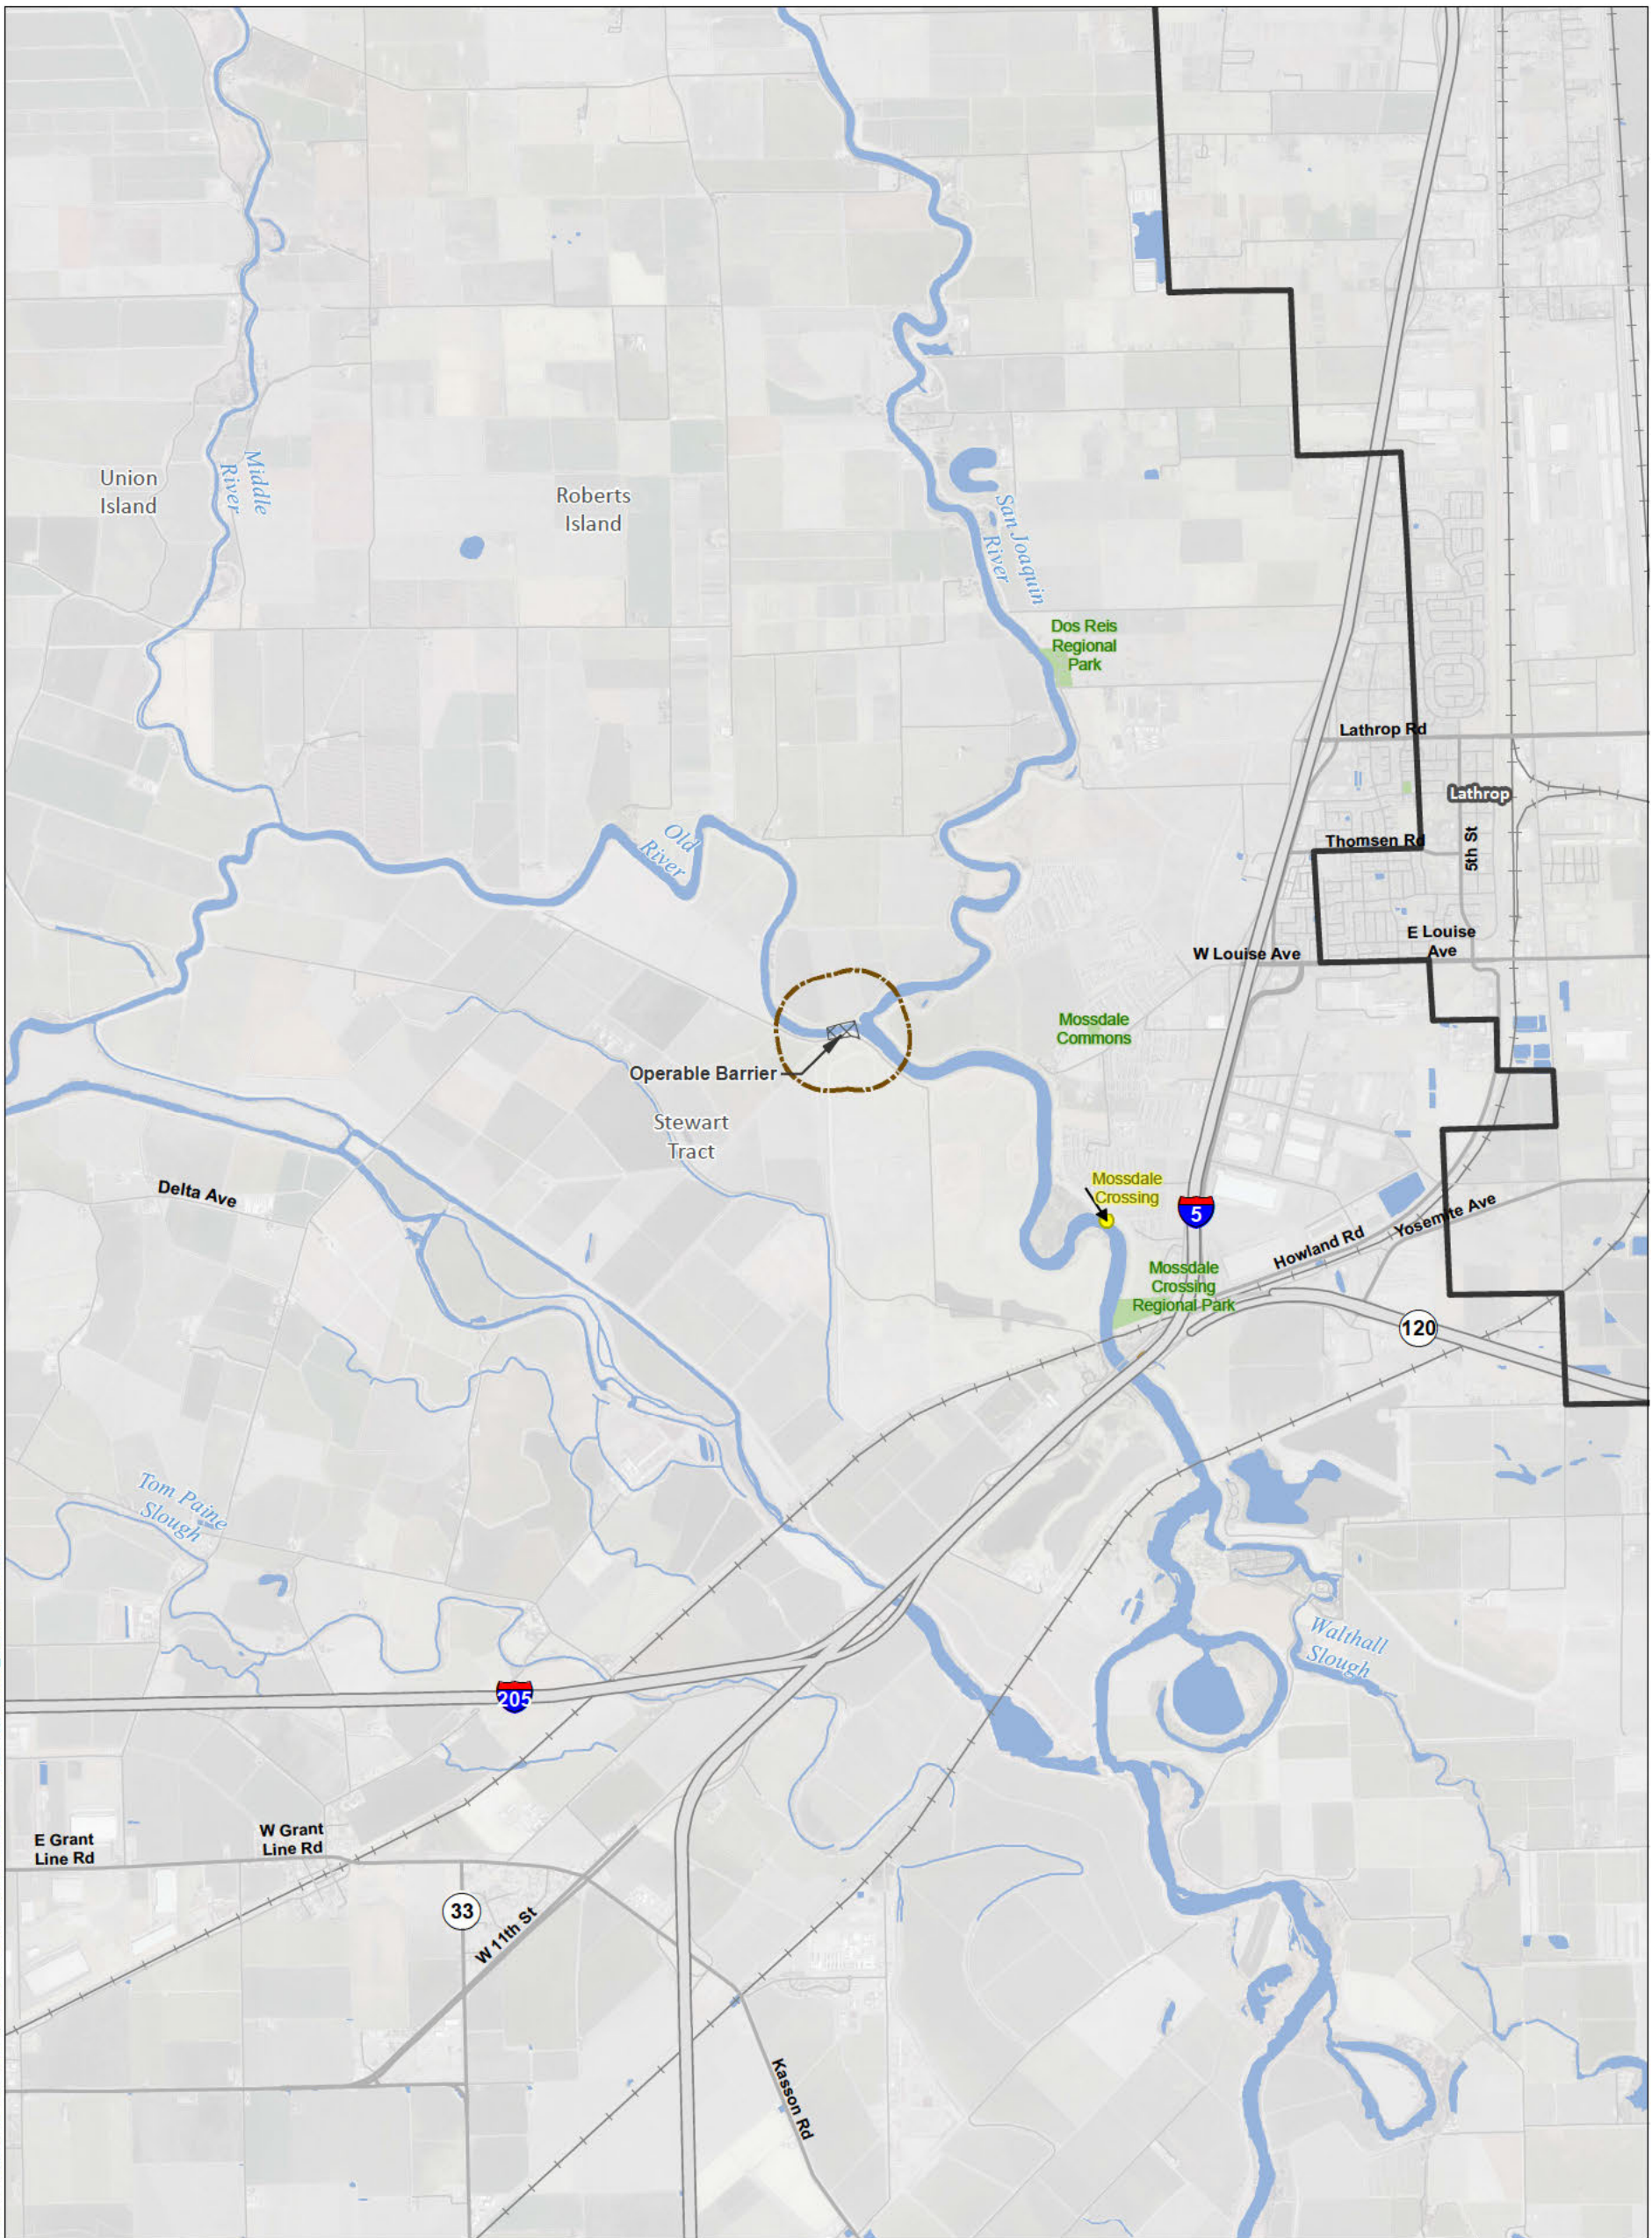 Union
Island
Middle
River
Roberts
Island
San Joaquin
River
Dos Reis
Regional
Park
Lathrop Rd
Lathrop
Old
River
Thomsen Rd
5th St
E Louise
Ave
W Louise Ave
Mossdale
Commons
Operable Barrier
Stewart
Tract
Delta Ave
Mossdale
Crossing
5
Howland Rd
Yosemite Ave
Mossdale
Crossing
Regional Park
120
Tom Paine
Slough
Walthall
Slough
205
E Grant
Line Rd
W Grant
Line Rd
33
W 11th St
Kasson Rd